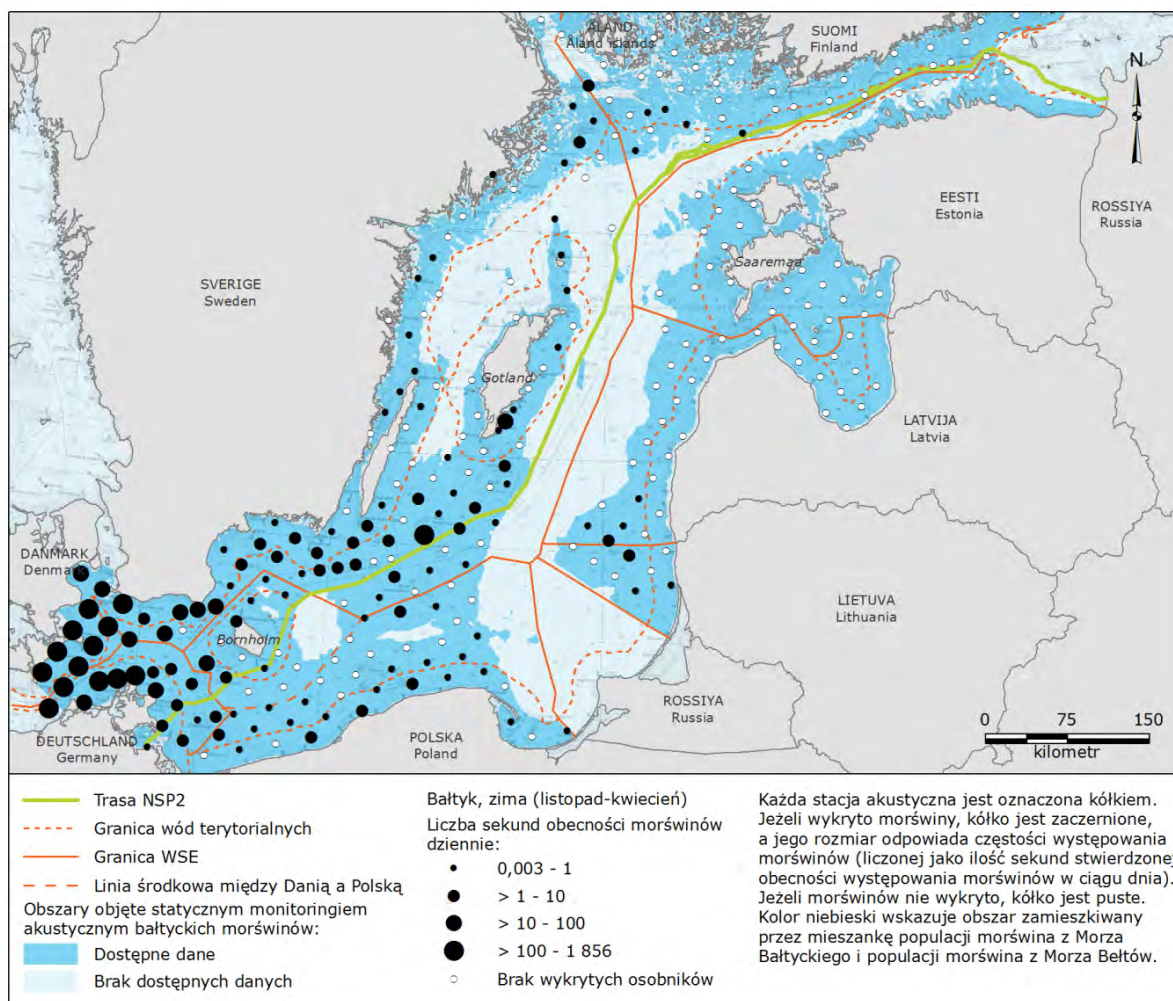 ÅLAND
Åland islands
SUOMI
Finland
N
EESTI
Estonia
ROSSIYA
Russia
SVERIGE
Sweden
Saaremaa
Gotland
LATVIJA
Latvia
DANMARK
Denmark
LIETUVA
Lithuania
Bornholm
ROSSIYA
Russia
DEUTSCHLAND
Germany
POLSKA
Poland
0 75 150
kilometr
Trasa NSP2
Granica wód terytorialnych
Granica WSE
Linia środkowa między Danią a Polską
Obszary objęte statycznym monitoringiem
akustycznym bałtyckich morświnów:
Dostępne dane
Brak dostępnych danych
Bałtyk, zima (listopad-kwiecień)
Liczba sekund obecności morświnów
dziennie:
0,003 - 1
> 1 - 10
> 10 - 100
> 100 - 1 856
Brak wykrytych osobników
Każda stacja akustyczna jest oznaczona kółkiem.
Jeżeli wykryto morświny, kółko jest zaczernione,
a jego rozmiar odpowiada częstości występowania
morświnów (liczonej jako ilość sekund stwierdzonej
obecności występowania morświnów w ciągu dnia).
Jeżeli morświnów nie wykryto, kółko jest puste.
Kolor niebieski wskazuje obszar zamieszkiwany
przez mieszankę populacji morświna z Morza
Bałtyckiego i populacji morświna z Morza Bełtów.